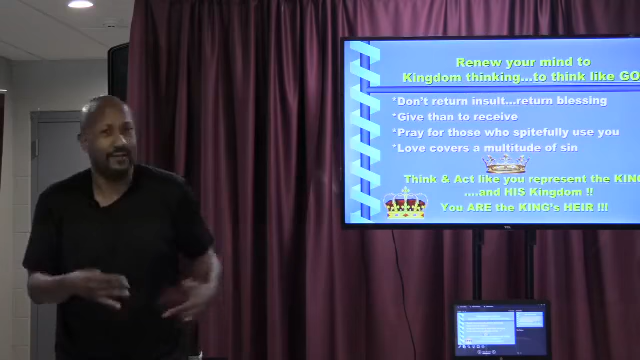 Renew your mind to
Kingdom thinking...to think like GO
*Don't return insult...return blessing
*Give than to receive
*Pray for those who spitefully use you
*Love covers a multitude of sin
Think & Act like you represent the KIN
....and HIS Kingdom !!
You ARE the KING's HEIR !!!
TCL